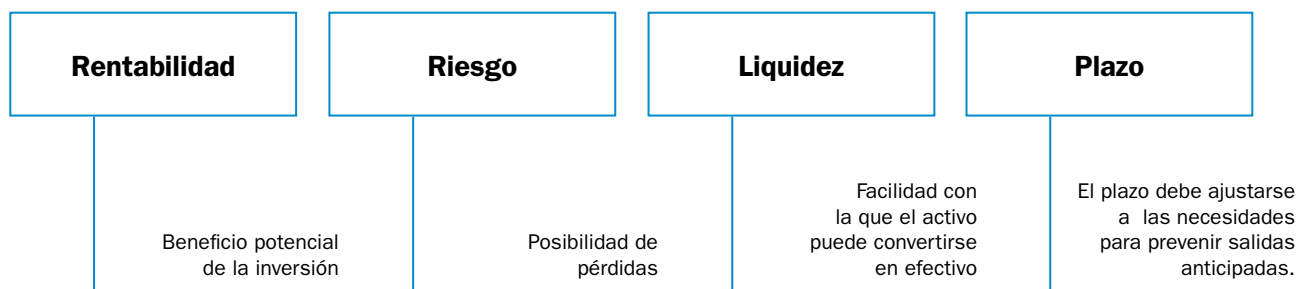 Rentabilidad
Riesgo
Liquidez
Plazo
Beneficio potencial
de la inversión
Posibilidad de
pérdidas
Facilidad con
la que el activo
puede convertirse
en efectivo
El plazo debe ajustarse
a las necesidades
para prevenir salidas
anticipadas.